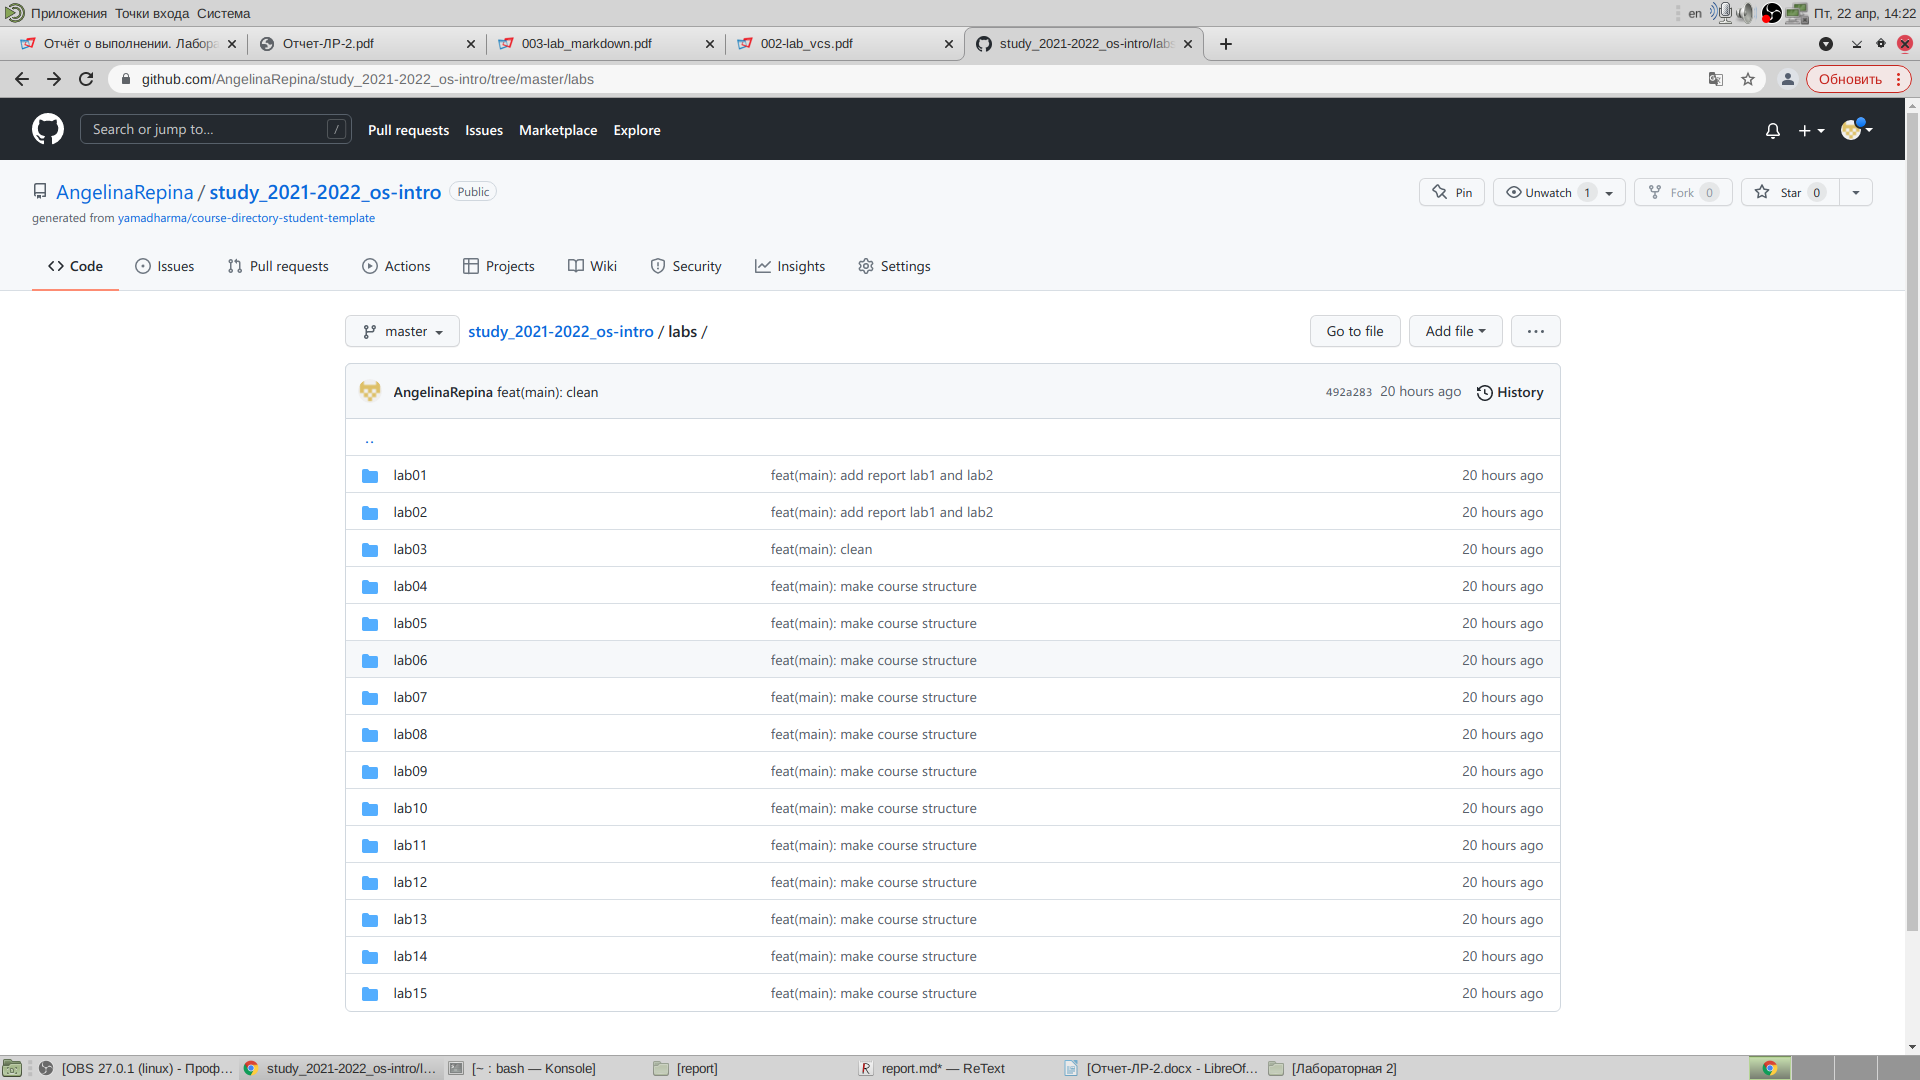 Приложения Точки входа Система
en Пт, 22 апр, 14:22
Отчёт о выполнении. Лабора
Отчет-ЛР-2.pdf
003-lab_markdown.pdf
002-lab_vcs.pdf
study_2021-2022_os-intro/labs
github.com/AngelinaRepina/study_2021-2022_os-intro/tree/master/labs
Обновить
Search or jump to... /
Pull requests Issues Marketplace Explore
AngelinaRepina / study_2021-2022_os-intro Public
Pin
Unwatch 1
Fork 0
Star 0
generated from yamadharma/course-directory-student-template
Code Issues Pull requests Actions Projects Wiki Security Insights Settings
master study_2021-2022_os-intro / labs /
Go to file Add file ...
AngelinaRepina feat(main): clean 492a283 20 hours ago History
..
lab01 feat(main): add report lab1 and lab2 20 hours ago
lab02 feat(main): add report lab1 and lab2 20 hours ago
lab03 feat(main): clean 20 hours ago
lab04 feat(main): make course structure 20 hours ago
lab05 feat(main): make course structure 20 hours ago
lab06 feat(main): make course structure 20 hours ago
lab07 feat(main): make course structure 20 hours ago
lab08 feat(main): make course structure 20 hours ago
lab09 feat(main): make course structure 20 hours ago
lab10 feat(main): make course structure 20 hours ago
lab11 feat(main): make course structure 20 hours ago
lab12 feat(main): make course structure 20 hours ago
lab13 feat(main): make course structure 20 hours ago
lab14 feat(main): make course structure 20 hours ago
lab15 feat(main): make course structure 20 hours ago
[OBS 27.0.1 (linux) - Проф...
study_2021-2022_os-intro/l...
[~ : bash — Konsole]
[report]
report.md* — ReText
[Отчет-ЛР-2.docx - LibreOf...
[Лабораторная 2]